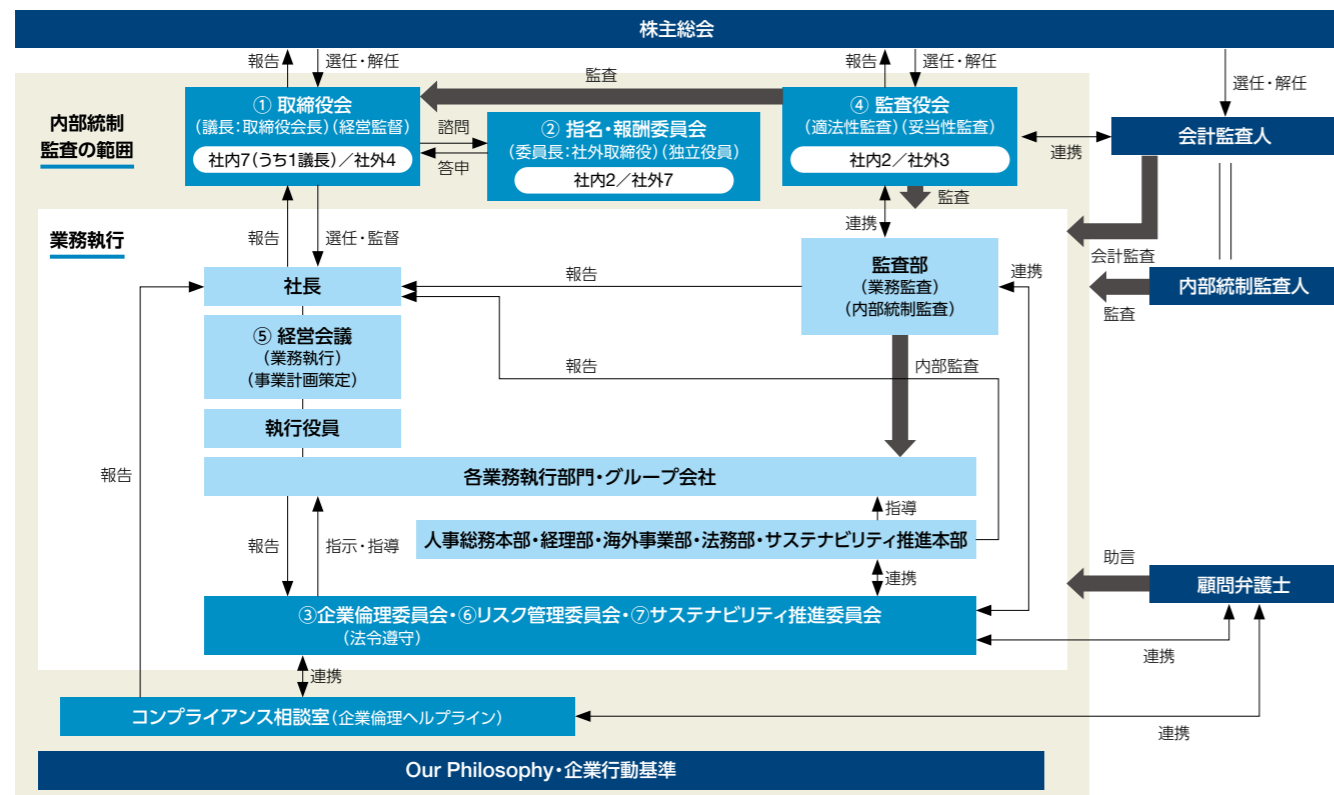 株主総会
報告
選任・解任
監査
報告
選任・解任
選任・解任
内部統制
監査の範囲
① 取締役会
(議長:取締役会長)(経営監督)
社内7(うち1議長)/社外4
諮問
答申
② 指名・報酬委員会
(委員長:社外取締役)(独立役員)
社内2/社外7
④ 監査役会
(適法性監査)(妥当性監査)
社内2/社外3
連携
会計監査人
監査
業務執行
報告
選任・監督
連携
会計監査
社長
報告
監査部
(業務監査)
(内部統制監査)
連携
内部統制監査人
監査
⑤ 経営会議
(業務執行)
(事業計画策定)
報告
内部監査
執行役員
報告
各業務執行部門・グループ会社
指導
報告
指示・指導
人事総務本部・経理部・海外事業部・法務部・サステナビリティ推進本部
連携
助言
顧問弁護士
③企業倫理委員会・⑥リスク管理委員会・⑦サステナビリティ推進委員会
(法令遵守)
連携
連携
コンプライアンス相談室(企業倫理ヘルプライン)
連携
Our Philosophy・企業行動基準